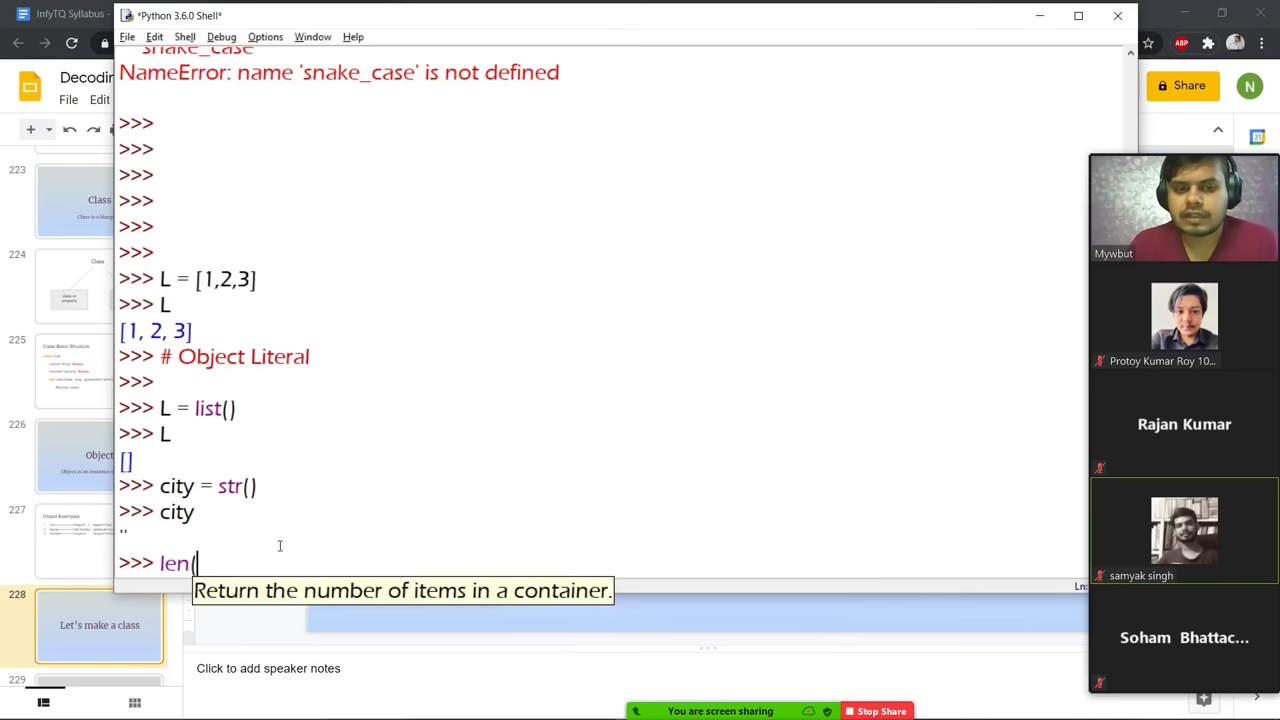 InfyTQ Syllabus -
*Python 3.6.0 Shell*
File Edit Shell Debug Options Window Help
Decodin
File Edit
Share
N
ABP
31
snake_case
NameError: name 'snake_case' is not defined
>>>
>>>
>>>
>>>
>>>
>>>
>>> L = [1,2,3]
>>> L
[1, 2, 3]
>>> # Object Literal
>>>
>>> L = list()
>>> L
[]
>>> city = str()
>>> city
''
>>> len(
Return the number of items in a container.
Ln:
223
Class
224
Class
225
Class Basic Structure
226
Object
227
Object Examples
228
Let's make a class
229
Click to add speaker notes
You are screen sharing
Stop Share
Mywbut
Protoy Kumar Roy 10...
Rajan Kumar
samyak singh
Soham Bhattac...